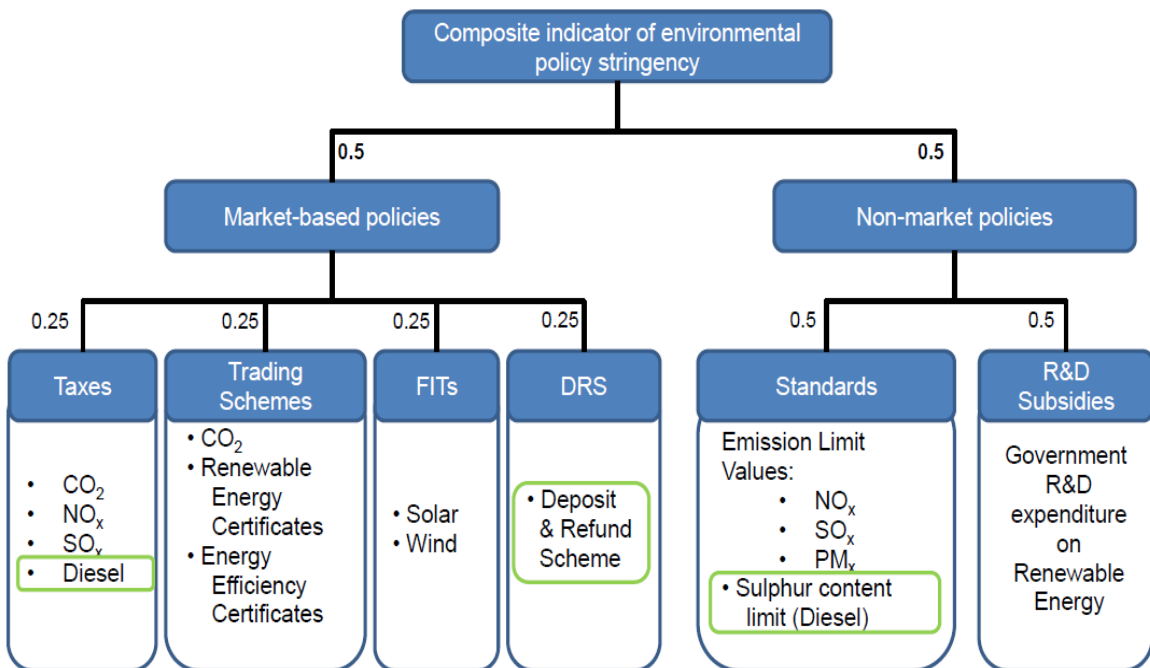 Composite indicator of environmental
policy stringency
0.5
0.5
Market-based policies
Non-market policies
0.25
0.25
0.25
0.25
0.5
0.5
Taxes
• CO₂
• NOₓ
• SOₓ
• Diesel
Trading
Schemes
• CO₂
• Renewable
Energy
Certificates
• Energy
Efficiency
Certificates
FITs
• Solar
• Wind
DRS
• Deposit
& Refund
Scheme
Standards
Emission Limit
Values:
• NOₓ
• SOₓ
• PMₓ
• Sulphur content
limit (Diesel)
R&D
Subsidies
Government
R&D
expenditure
on
Renewable
Energy